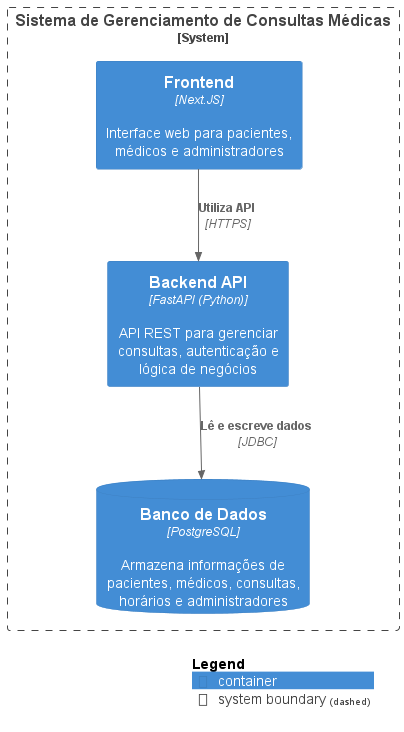 Sistema de Gerenciamento de Consultas Médicas
[System]
Frontend
[Next.JS]
Interface web para pacientes,
médicos e administradores
Utiliza API
[HTTPS]
Backend API
[FastAPI (Python)]
API REST para gerenciar
consultas, autenticação e
lógica de negócios
Lê e escreve dados
[JDBC]
Banco de Dados
[PostgreSQL]
Armazena informações de
pacientes, médicos, consultas,
horários e administradores
Legend
container
system boundary (dashed)